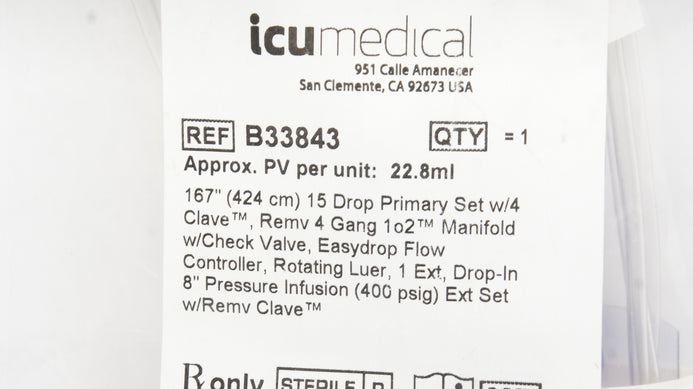 icumedical
951 Calle Amanecer
San Clemente, CA 92673 USA
REF B33843 QTY = 1
Approx. PV per unit: 22.8ml
167" (424 cm) 15 Drop Primary Set w/4
Clave™, Remv 4 Gang 1o2™ Manifold
w/Check Valve, Easydrop Flow
Controller, Rotating Luer, 1 Ext, Drop-In
8" Pressure Infusion (400 psig) Ext Set
w/Remv Clave™
Rx only STERILE R